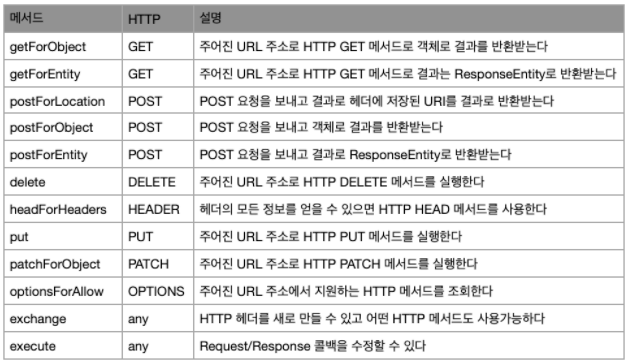 메서드 HTTP 설명
getForObject GET 주어진 URL 주소로 HTTP GET 메서드로 객체로 결과를 반환받는다
getForEntity GET 주어진 URL 주소로 HTTP GET 메서드로 결과는 ResponseEntity로 반환받는다
postForLocation POST POST 요청을 보내고 결과로 헤더에 저장된 URI를 결과로 반환받는다
postForObject POST POST 요청을 보내고 객체로 결과를 반환받는다
postForEntity POST POST 요청을 보내고 결과로 ResponseEntity로 반환받는다
delete DELETE 주어진 URL 주소로 HTTP DELETE 메서드를 실행한다
headForHeaders HEADER 헤더의 모든 정보를 얻을 수 있으면 HTTP HEAD 메서드를 사용한다
put PUT 주어진 URL 주소로 HTTP PUT 메서드를 실행한다
patchForObject PATCH 주어진 URL 주소로 HTTP PATCH 메서드를 실행한다
optionsForAllow OPTIONS 주어진 URL 주소에서 지원하는 HTTP 메서드를 조회한다
exchange any HTTP 헤더를 새로 만들 수 있고 어떤 HTTP 메서드도 사용가능하다
execute any Request/Response 콜백을 수정할 수 있다